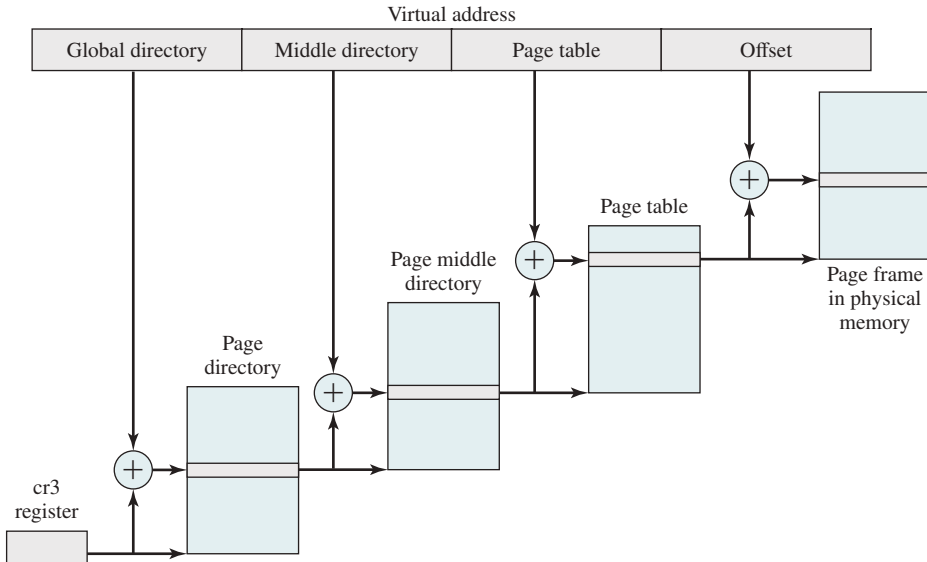 Virtual address
Global directory
Middle directory
Page table
Offset
+
Page table
+
Page middle
directory
Page frame
in physical
memory
Page
directory
+
+
cr3
register